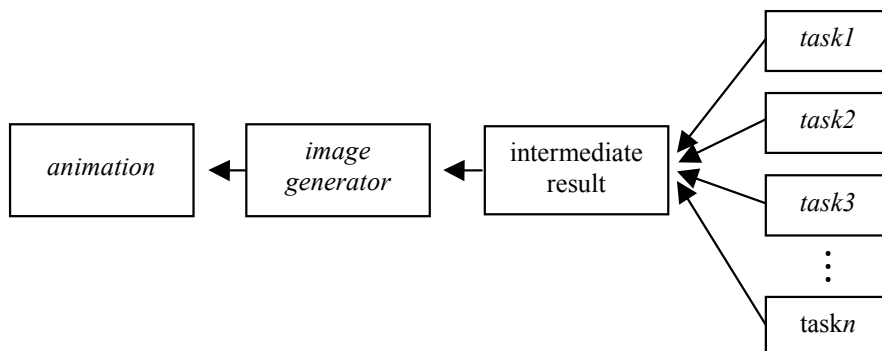 task1
task2
animation
image
generator
intermediate
result
task3
⋮
taskn